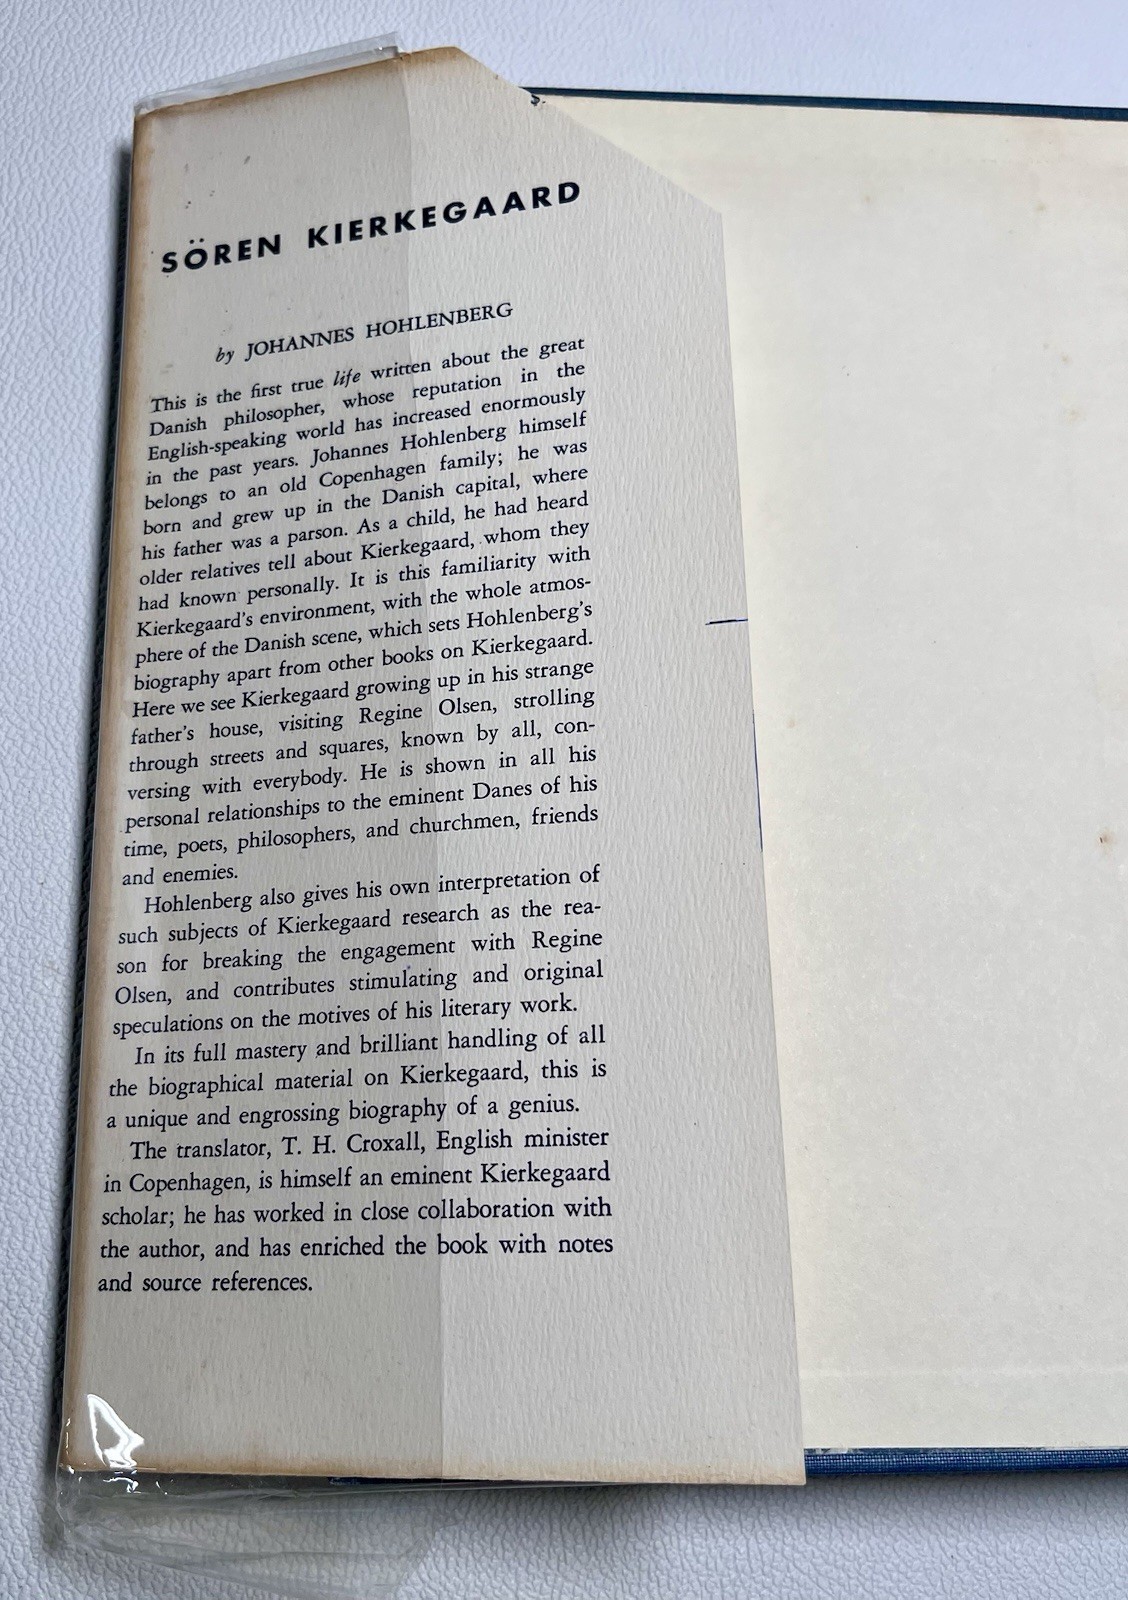 SÖREN KIERKEGAARD
by JOHANNES HOHLENBERG
This is the first true life written about the great
Danish philosopher, whose reputation in the
English-speaking world has increased enormously
in the past years. Johannes Hohlenberg himself
belongs to an old Copenhagen family; he was
born and grew up in the Danish capital, where
his father was a parson. As a child, he had heard
older relatives tell about Kierkegaard, whom they
had known personally. It is this familiarity with
Kierkegaard's environment, with the whole atmos-
phere of the Danish scene, which sets Hohlenberg's
biography apart from other books on Kierkegaard.
Here we see Kierkegaard growing up in his strange
father's house, visiting Regine Olsen, strolling
through streets and squares, known by all, con-
versing with everybody. He is shown in all his
personal relationships to the eminent Danes of his
time, poets, philosophers, and churchmen, friends
and enemies.
Hohlenberg also gives his own interpretation of
such subjects of Kierkegaard research as the rea-
son for breaking the engagement with Regine
Olsen, and contributes stimulating and original
speculations on the motives of his literary work.
In its full mastery and brilliant handling of all
the biographical material on Kierkegaard, this is
a unique and engrossing biography of a genius.
The translator, T. H. Croxall, English minister
in Copenhagen, is himself an eminent Kierkegaard
scholar; he has worked in close collaboration with
the author, and has enriched the book with notes
and source references.